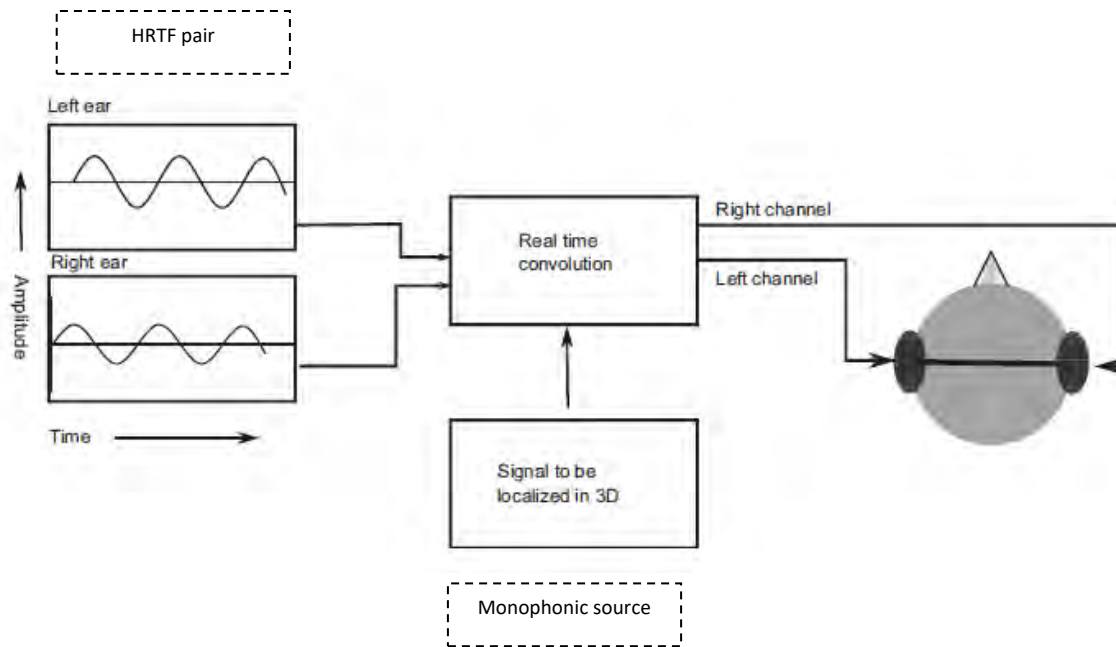 HRTF pair
Left ear
Amplitude
Right ear
Time
Real time
convolution
Right channel
Left channel
Signal to be
localized in 3D
Monophonic source